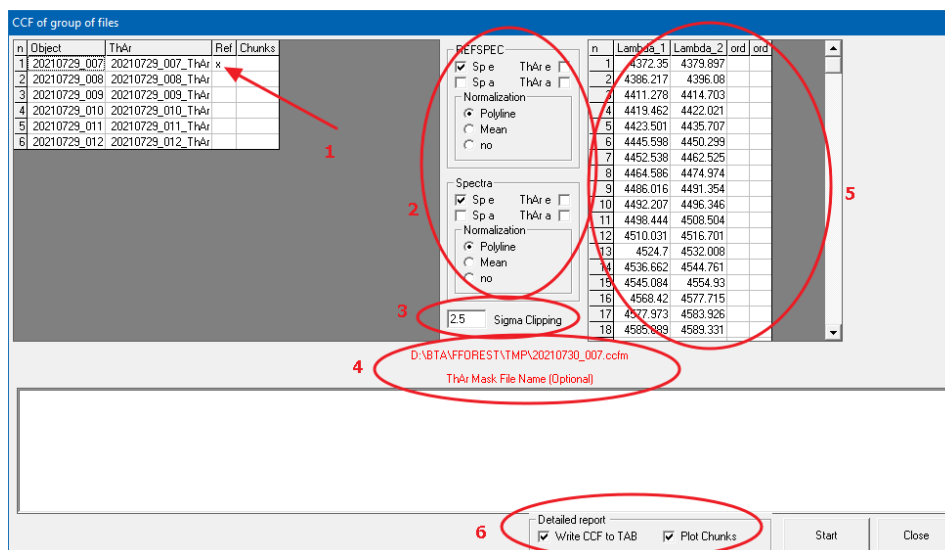 CCF of group of files
n Object ThAr Ref Chunks
1 20210729_007 20210729_007_ThAr x
2 20210729_008 20210729_008_ThAr
3 20210729_009 20210729_009_ThAr
4 20210729_010 20210729_010_ThAr
5 20210729_011 20210729_011_ThAr
6 20210729_012 20210729_012_ThAr
1
REFSPEC
Sp e ThAr e
Sp a ThAr a
Normalization
Polyline
Mean
no
2
Spectra
Sp e ThAr e
Sp a ThAr a
Normalization
Polyline
Mean
no
3
2.5 Sigma Clipping
n Lambda_1 Lambda_2 ord ord
1 4372.35 4379.897
2 4386.217 4396.08
3 4411.278 4414.703
4 4419.462 4422.021
5 4423.501 4435.707
6 4445.598 4450.299
7 4452.538 4462.525
8 4464.586 4474.974
9 4486.016 4491.354
10 4492.207 4496.346
11 4498.444 4508.504
12 4510.031 4516.701
13 4524.7 4532.008
14 4536.662 4544.761
15 4545.084 4554.93
16 4568.42 4577.715
17 4577.973 4583.926
18 4585.889 4589.331
5
4
D:\BTA\FFOREST\TMP\20210730_007.ccfm
ThAr Mask File Name (Optional)
6
Detailed report
Write CCF to TAB Plot Chunks
Start
Close